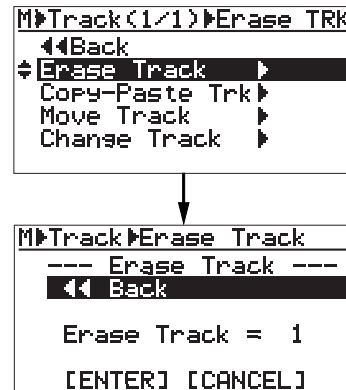 M▶Track(1/1)▶Erase TRK
◀◀Back
Erase Track ▶
Copy-Paste Trk▶
Move Track ▶
Change Track ▶
M▶Track▶Erase Track
--- Erase Track ---
◀◀ Back
Erase Track = 1
[ENTER] [CANCEL]